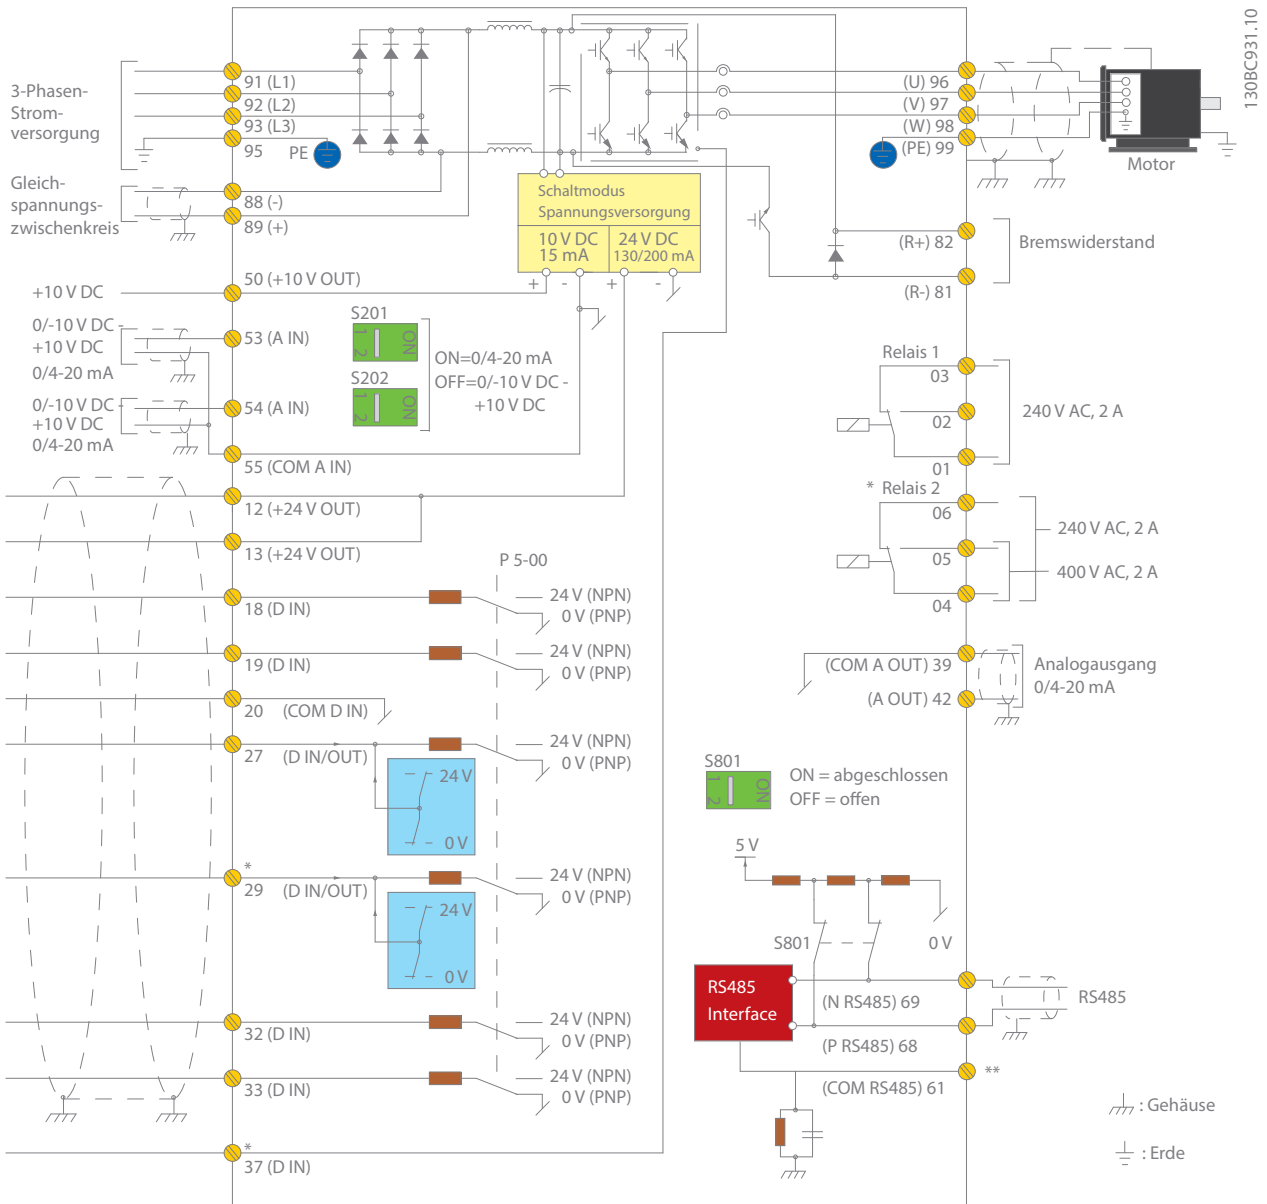 130BC931.10
3-Phasen-
Strom-
versorgung
91 (L1)
92 (L2)
93 (L3)
95
PE
Gleich-
spannungs-
zwischenkreis
88 (-)
89 (+)
Schaltmodus
Spannungsversorgung
10 V DC
15 mA
24 V DC
130/200 mA
+ - + -
(U) 96
(V) 97
(W) 98
(PE) 99
Motor
(R+) 82
Bremswiderstand
(R-) 81
+10 V DC
50 (+10 V OUT)
0/-10 V DC -
+10 V DC
0/4-20 mA
53 (A IN)
0/-10 V DC -
+10 V DC
0/4-20 mA
54 (A IN)
55 (COM A IN)
S201
1 2
ON
S202
1 2
ON
ON=0/4-20 mA
OFF=0/-10 V DC -
+10 V DC
12 (+24 V OUT)
13 (+24 V OUT)
P 5-00
18 (D IN)
24 V (NPN)
0 V (PNP)
19 (D IN)
24 V (NPN)
0 V (PNP)
20 (COM D IN)
27 (D IN/OUT)
24 V (NPN)
0 V (PNP)
24 V
0 V
*
29 (D IN/OUT)
24 V (NPN)
0 V (PNP)
24 V
0 V
32 (D IN)
24 V (NPN)
0 V (PNP)
33 (D IN)
24 V (NPN)
0 V (PNP)
*
37 (D IN)
Relais 1
03
02
01
240 V AC, 2 A
* Relais 2
06
05
04
240 V AC, 2 A
400 V AC, 2 A
(COM A OUT) 39
(A OUT) 42
Analogausgang
0/4-20 mA
S801
1 2
ON
ON = abgeschlossen
OFF = offen
5 V
S801
0 V
RS485
Interface
(N RS485) 69
(P RS485) 68
(COM RS485) 61
**
RS485
: Gehäuse
: Erde